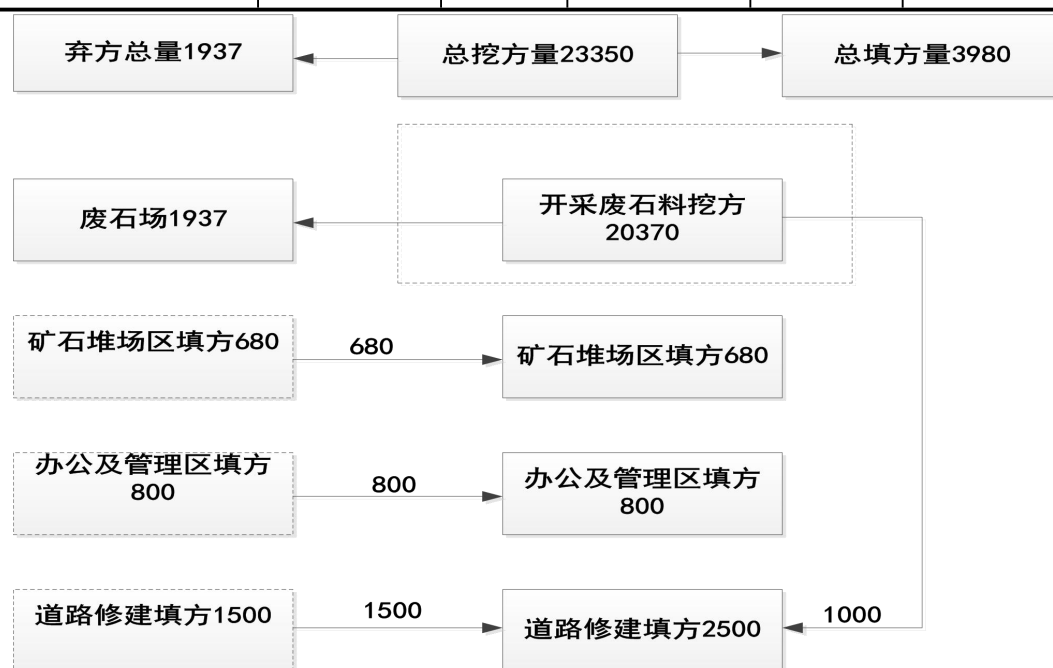 弃方总量1937
总挖方量23350
总填方量3980
废石场1937
开采废石料挖方
20370
矿石堆场区填方680
680
矿石堆场区填方680
办公及管理区填方
800
800
办公及管理区填方
800
道路修建填方1500
1500
道路修建填方2500
1000